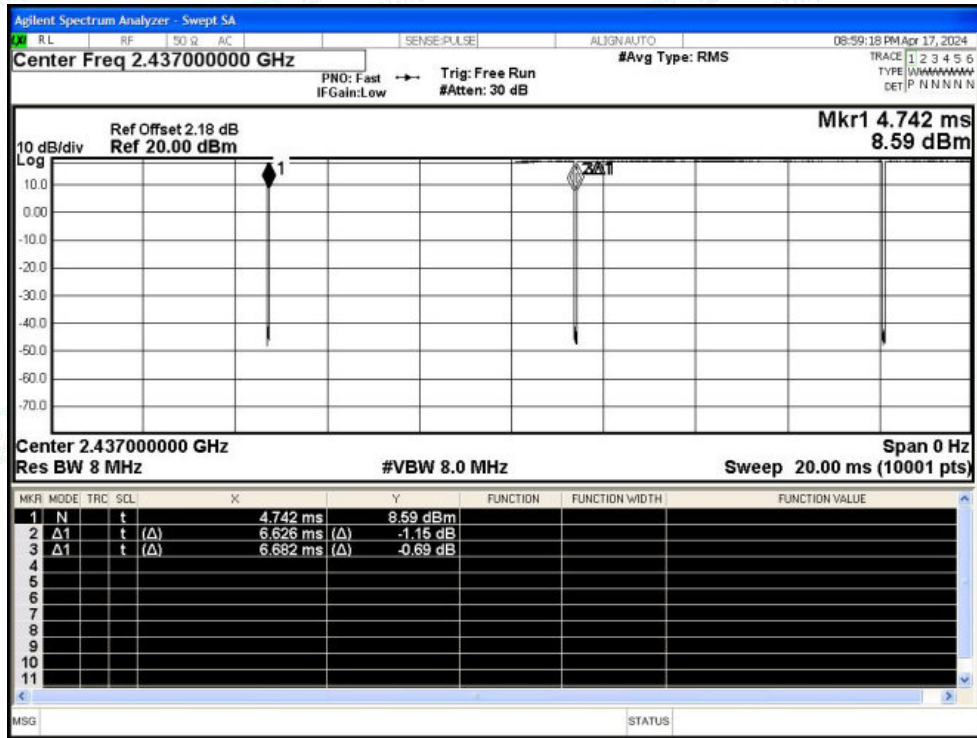 Agilent Spectrum Analyzer - Swept SA
LXI RL RF 50 Ω AC SENSE:PULSE ALIGNAUTO 08:59:18 PM Apr 17, 2024
Center Freq 2.437000000 GHz
PNO: Fast
IFGain:Low
Trig: Free Run
#Atten: 30 dB
#Avg Type: RMS
TRACE 1 2 3 4 5 6
TYPE WWWWWW
DET P N N N N N
Mkr1 4.742 ms
8.59 dBm
Ref Offset 2.18 dB
10 dB/div Ref 20.00 dBm
Log
1
3Δ1
10.0
0.00
-10.0
-20.0
-30.0
-40.0
-50.0
-60.0
-70.0
Center 2.437000000 GHz Span 0 Hz
Res BW 8 MHz #VBW 8.0 MHz Sweep 20.00 ms (10001 pts)
MKR MODE TRC SCL X Y FUNCTION FUNCTION WIDTH FUNCTION VALUE
1 N t 4.742 ms 8.59 dBm
2 Δ1 t (Δ) 6.626 ms (Δ) -1.15 dB
3 Δ1 t (Δ) 6.682 ms (Δ) -0.69 dB
4
5
6
7
8
9
10
11
MSG STATUS